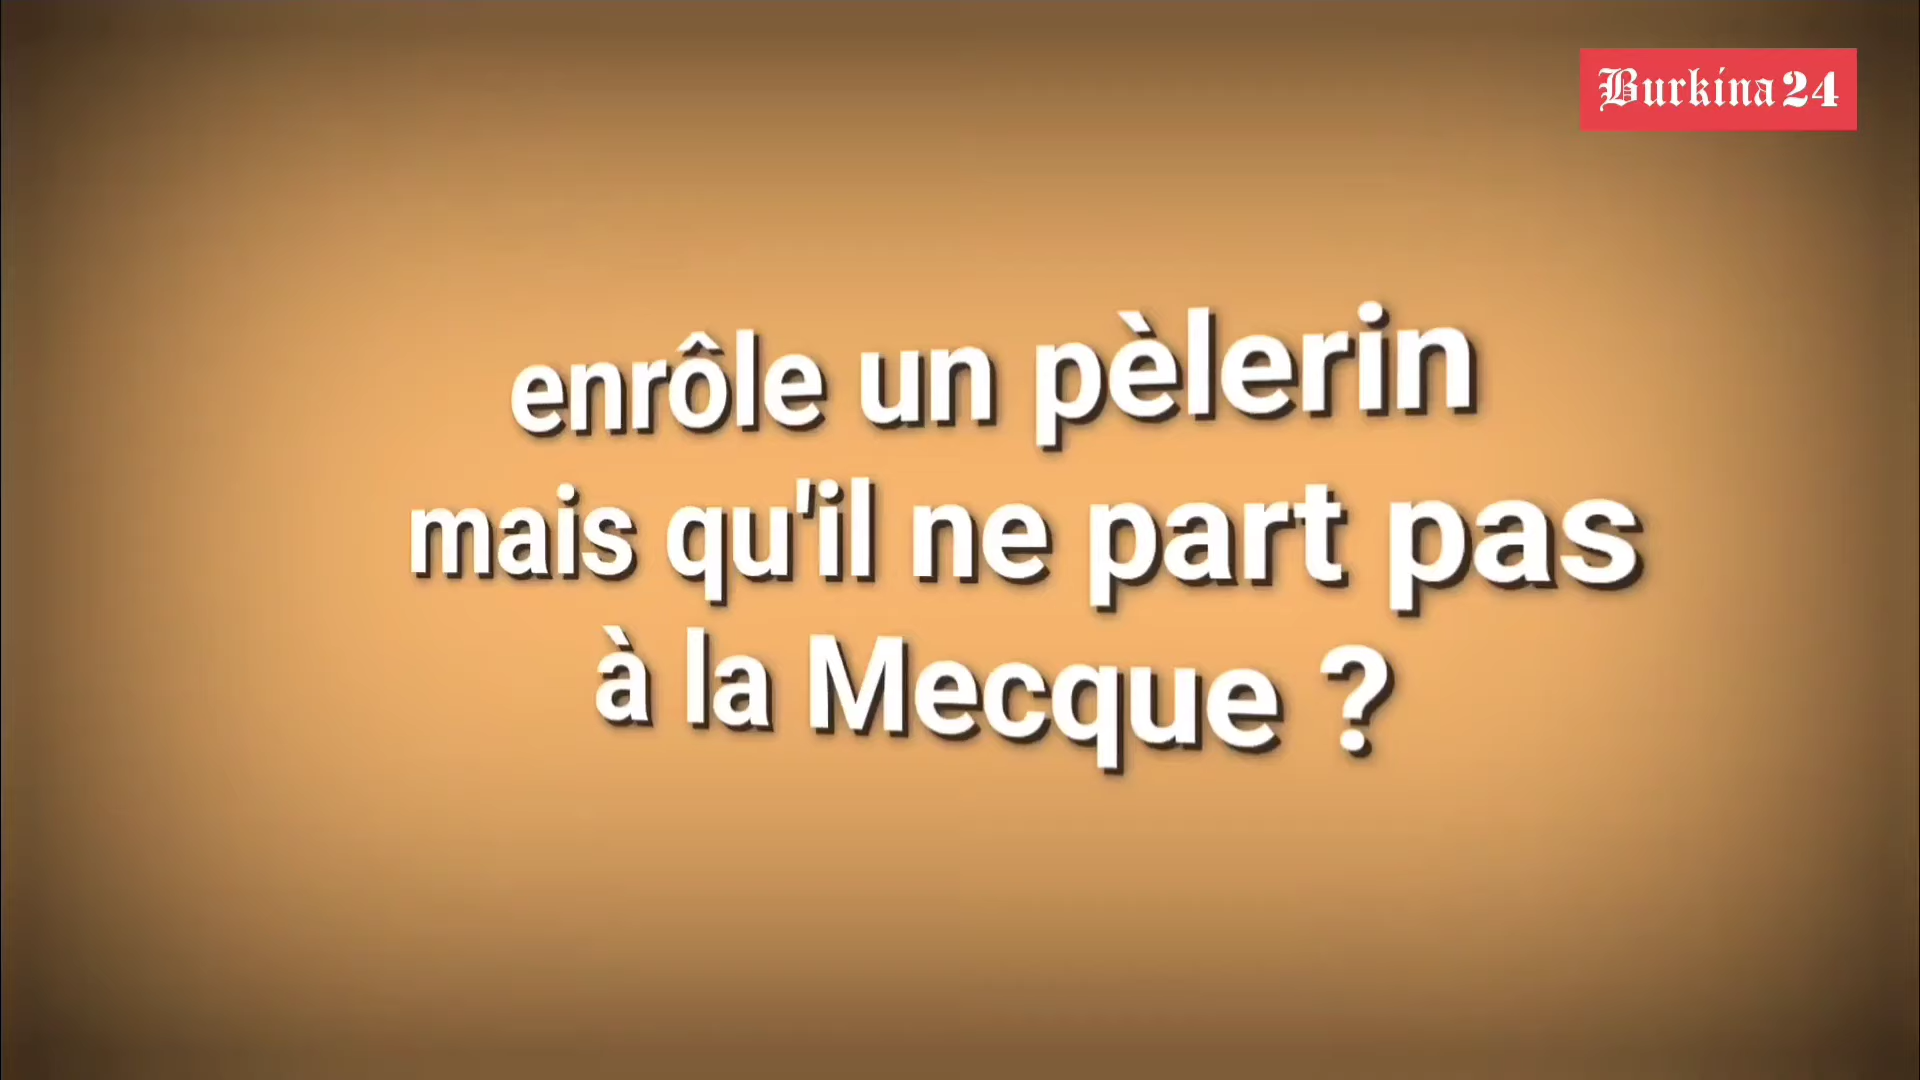 Burkina24
enrôle un pèlerin
mais qu'il ne part pas
à la Mecque ?